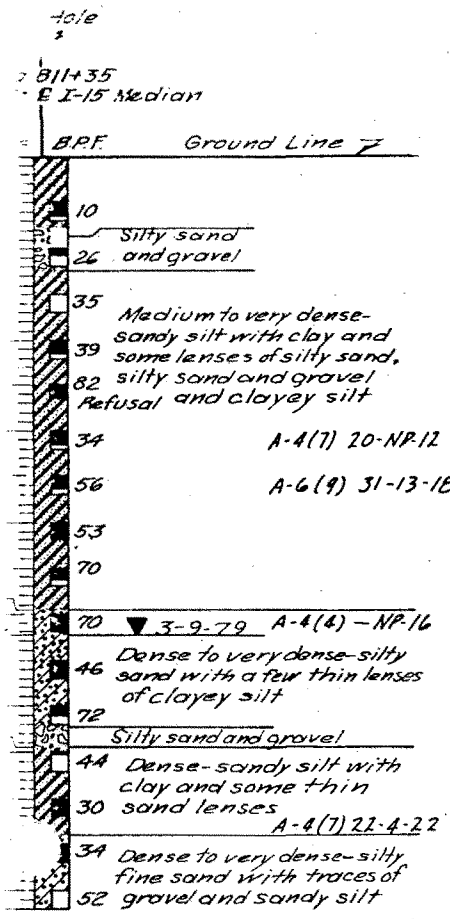 Hole
2
811+35
I-15 Median
B.P.F. Ground Line
10
Silty sand
26 and gravel
35
Medium to very dense-
sandy silt with clay and
39 some lenses of silty sand,
82 silty sand and gravel
Refusal and clayey silt
34 A-4(7) 20-NP-12
56 A-6(9) 31-13-18
53
70
70 ▼ 3-9-79 A-4(4) — NP-16
Dense to very dense-silty
46 sand with a few thin lenses
of clayey silt
72
Silty sand and gravel
44 Dense-sandy silt with
clay and some thin
30 sand lenses
A-4(7) 22-4-22
34 Dense to very dense-silty
fine sand with traces of
52 gravel and sandy silt